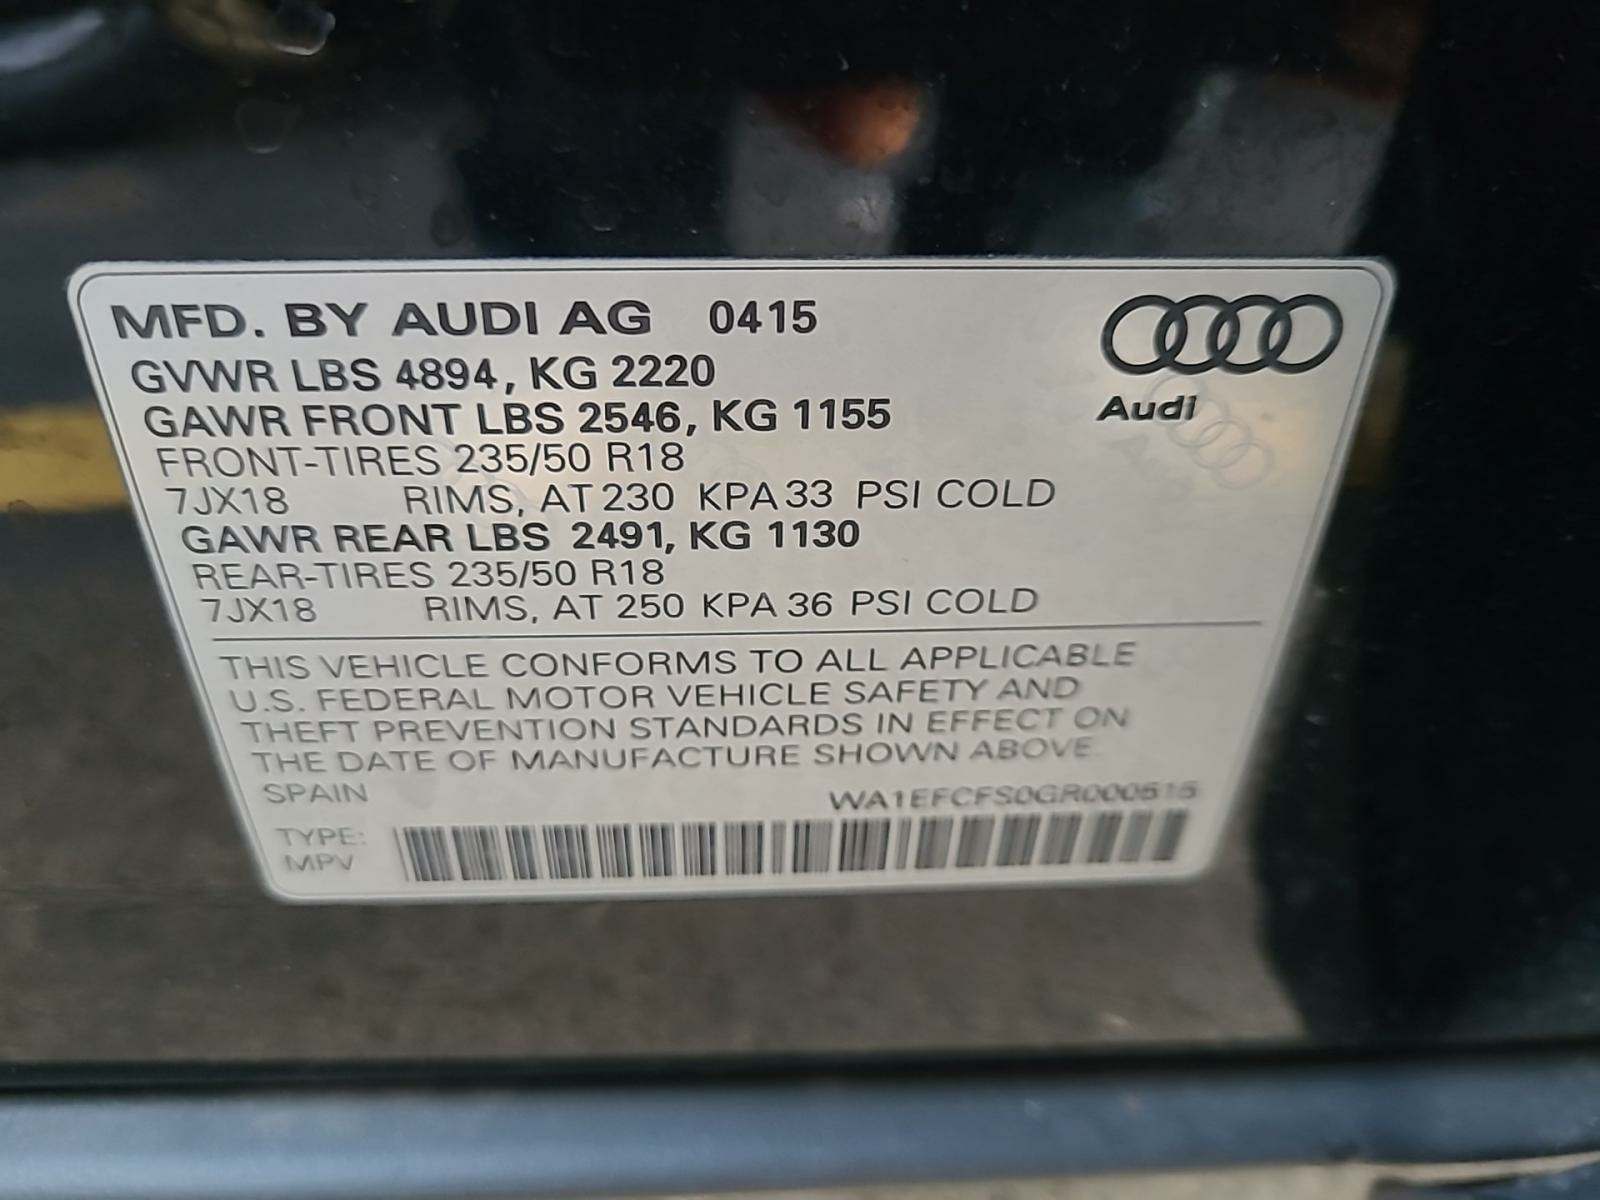 MFD. BY AUDI AG 0415
GVWR LBS 4894, KG 2220
GAWR FRONT LBS 2546, KG 1155
FRONT-TIRES 235/50 R18
7JX18 RIMS, AT 230 KPA 33 PSI COLD
GAWR REAR LBS 2491, KG 1130
REAR-TIRES 235/50 R18
7JX18 RIMS, AT 250 KPA 36 PSI COLD
Audi
THIS VEHICLE CONFORMS TO ALL APPLICABLE
U.S. FEDERAL MOTOR VEHICLE SAFETY AND
THEFT PREVENTION STANDARDS IN EFFECT ON
THE DATE OF MANUFACTURE SHOWN ABOVE.
SPAIN WA1EFCFS0GR000515
TYPE:
MPV